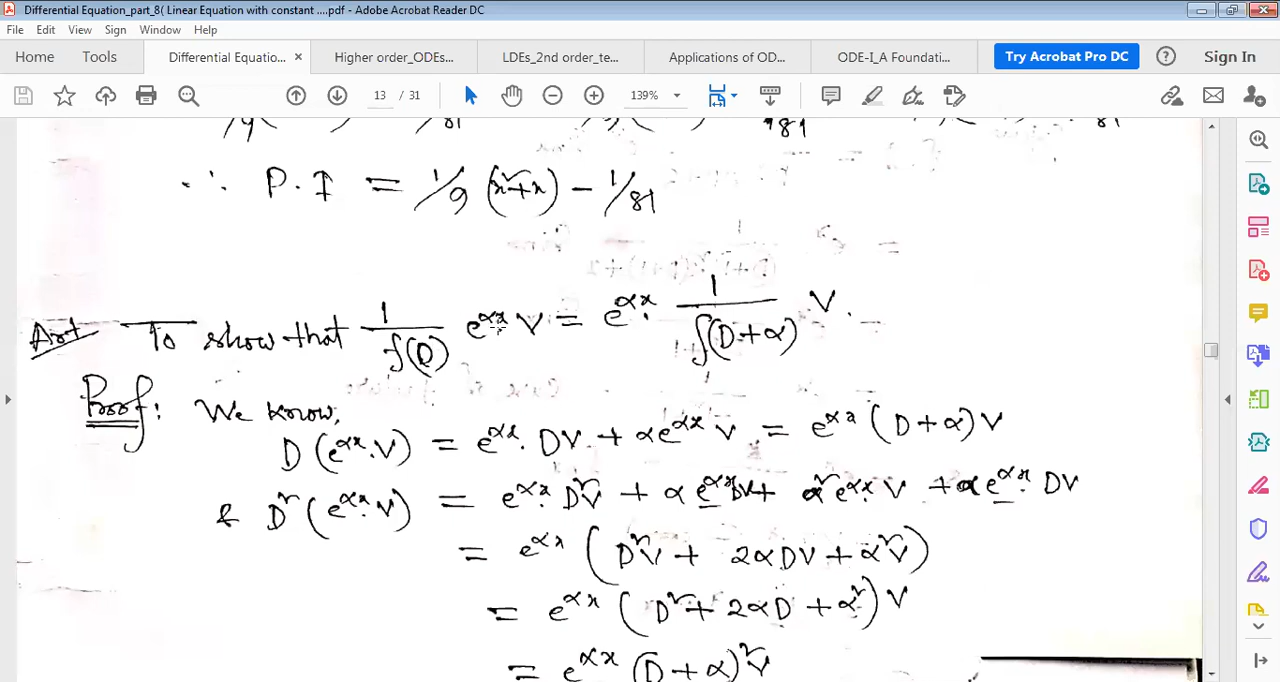 Differential Equation_part_8( Linear Equation with constant ....pdf - Adobe Acrobat Reader DC
File Edit View Sign Window Help
Home Tools Differential Equatio... × Higher order_ODEs... LDEs_2nd order_te... Applications of OD... ODE-I_A Foundati... Try Acrobat Pro DC Sign In
13 / 31 139%
∴ P.I = 1/9 (x²+x) - 1/81
Art To show that 1/f(D) e^αx V = e^αx. 1/f(D+α) V.
Proof: We know,
D(e^αx.V) = e^αx. DV + αe^αx V = e^αx (D+α)V
& D²(e^αx.V) = e^αx. D²V + α e^αx DV + α² e^αx. V + αe^αx. DV
= e^αx (D²V + 2αDV + α²V)
= e^αx (D² + 2αD + α²) V
= e^αx (D+α)²V